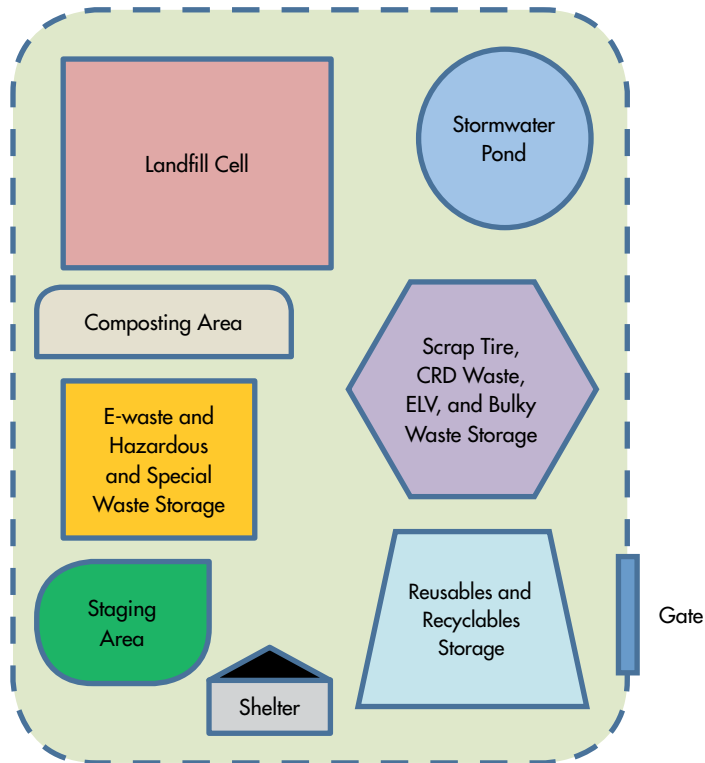 Landfill Cell
Stormwater
Pond
Composting Area
Scrap Tire,
CRD Waste,
ELV, and Bulky
Waste Storage
E-waste and
Hazardous
and Special
Waste Storage
Staging
Area
Reusables and
Recyclables
Storage
Gate
Shelter